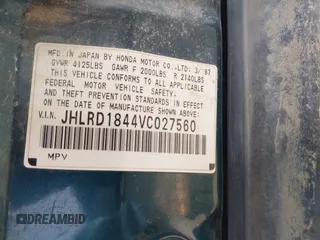 MFD. IN JAPAN BY HONDA MOTOR CO.,LTD: 3/'97
GVWR 4125LBS GAWR F 2000LBS R 2140LBS
THIS VEHICLE CONFORMS TO ALL APPLICABLE
FEDERAL MOTOR VEHICLE SAFETY,
THEFT PREVENTION STANDARDS IN EFFECT
ON THE DATE OF MANUFACTURE SHOWN ABOVE.
V.I.N. JHLRD1844VC027560
MPV
DREAMBID